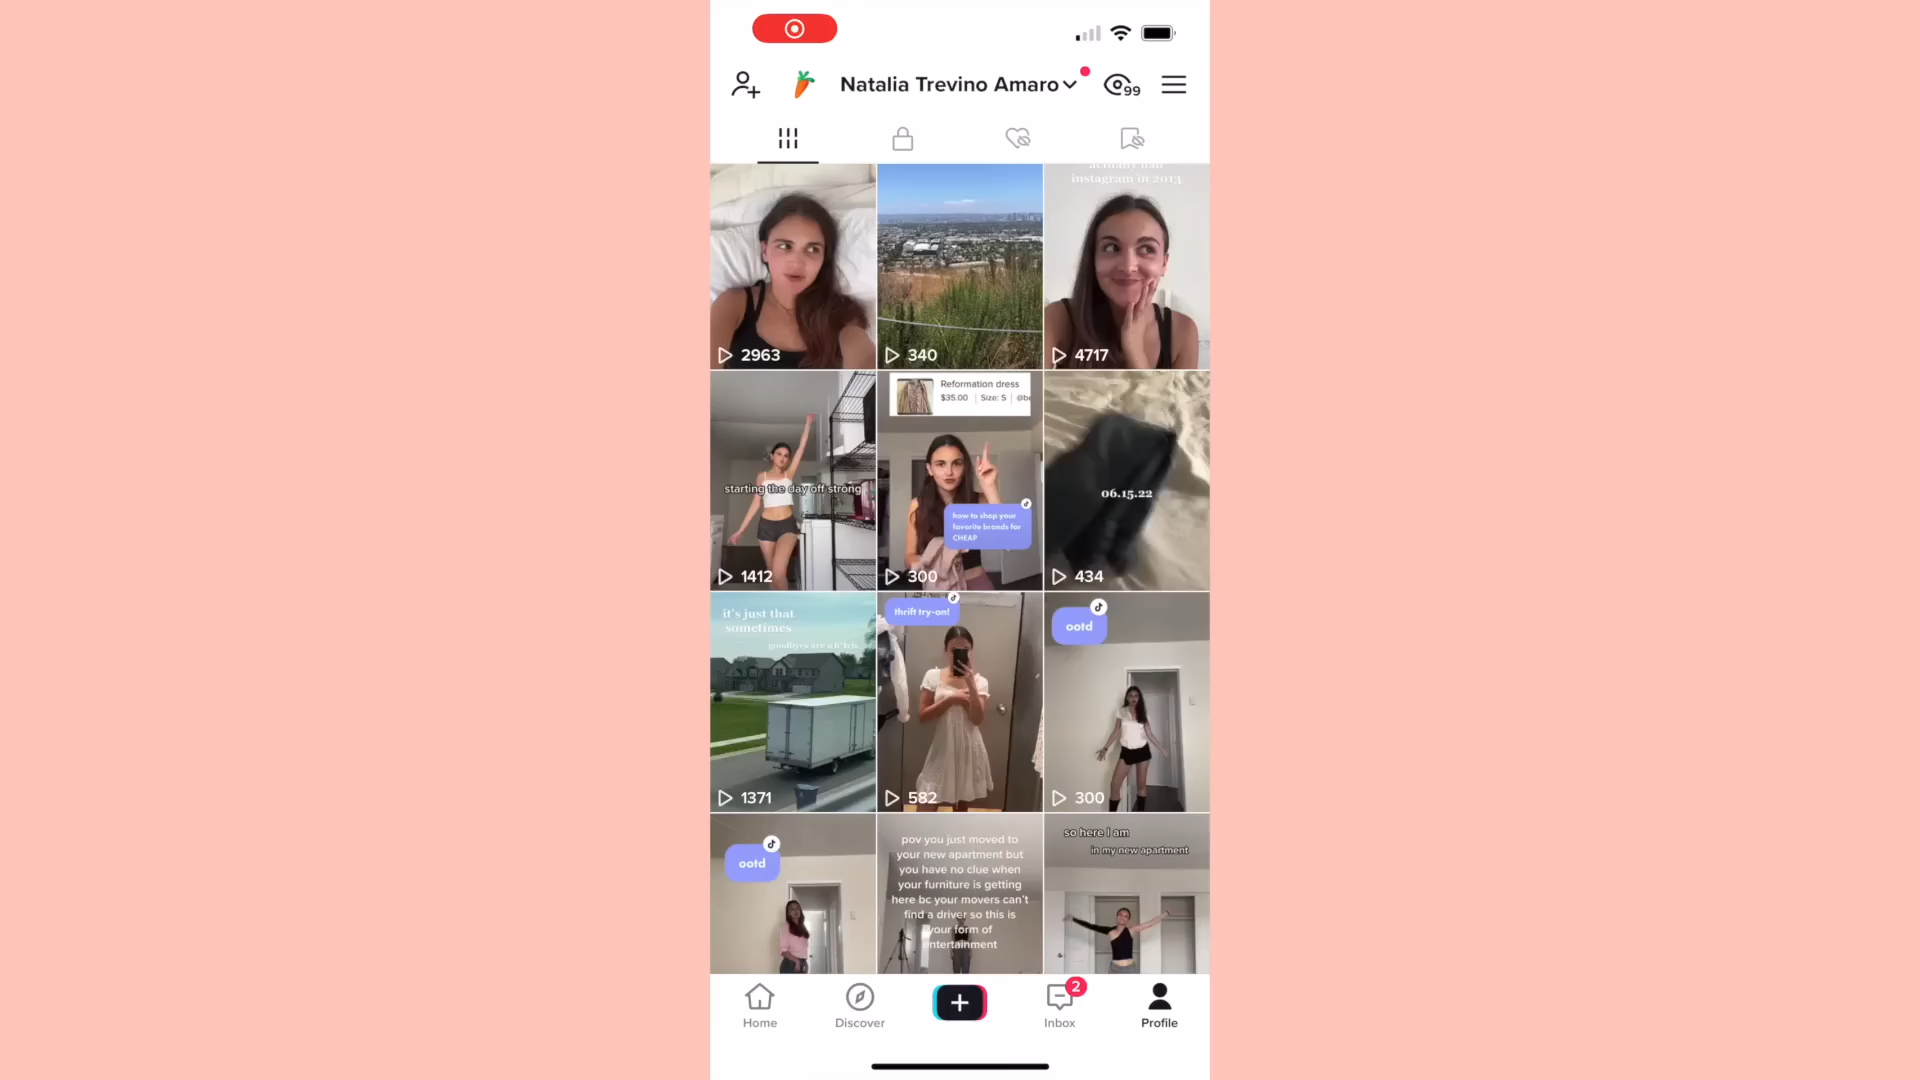 Natalia Trevino Amaro
99
instagram in 2013
2963
340
4717
starting the day off strong
1412
Reformation dress
$35.00 | Size: S |
how to shop your
favorite brands for
CHEAP
300
06.15.22
434
it's just that
sometimes
goodbyes are a b*tch
1371
thrift try-on!
582
ootd
300
ootd
pov you just moved to
your new apartment but
you have no clue when
your furniture is getting
here bc your movers can't
find a driver so this is
your form of
entertainment
so here I am
in my new apartment
Home
Discover
2
Inbox
Profile